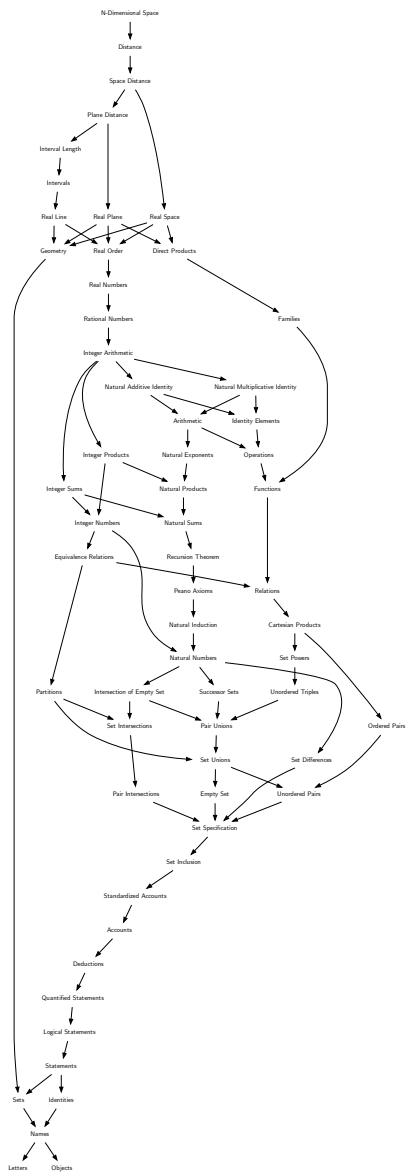 N-Dimensional Space
Distance
Space Distance
Plane Distance
Interval Length
Intervals
Real Line Real Plane Real Space
Geometry Real Order Direct Products
Real Numbers
Rational Numbers Families
Integer Arithmetic
Natural Additive Identity Natural Multiplicative Identity
Arithmetic Identity Elements
Integer Products Natural Exponents Operations
Integer Sums Natural Products Functions
Integer Numbers Natural Sums
Equivalence Relations Recursion Theorem
Peano Axioms Relations
Natural Induction Cartesian Products
Natural Numbers Set Powers
Partitions Intersection of Empty Set Successor Sets Unordered Triples
Set Intersections Pair Unions Ordered Pairs
Set Unions Set Differences
Pair Intersections Empty Set Unordered Pairs
Set Specification
Set Inclusion
Standardized Accounts
Accounts
Deductions
Quantified Statements
Logical Statements
Statements
Sets Identities
Names
Letters Objects